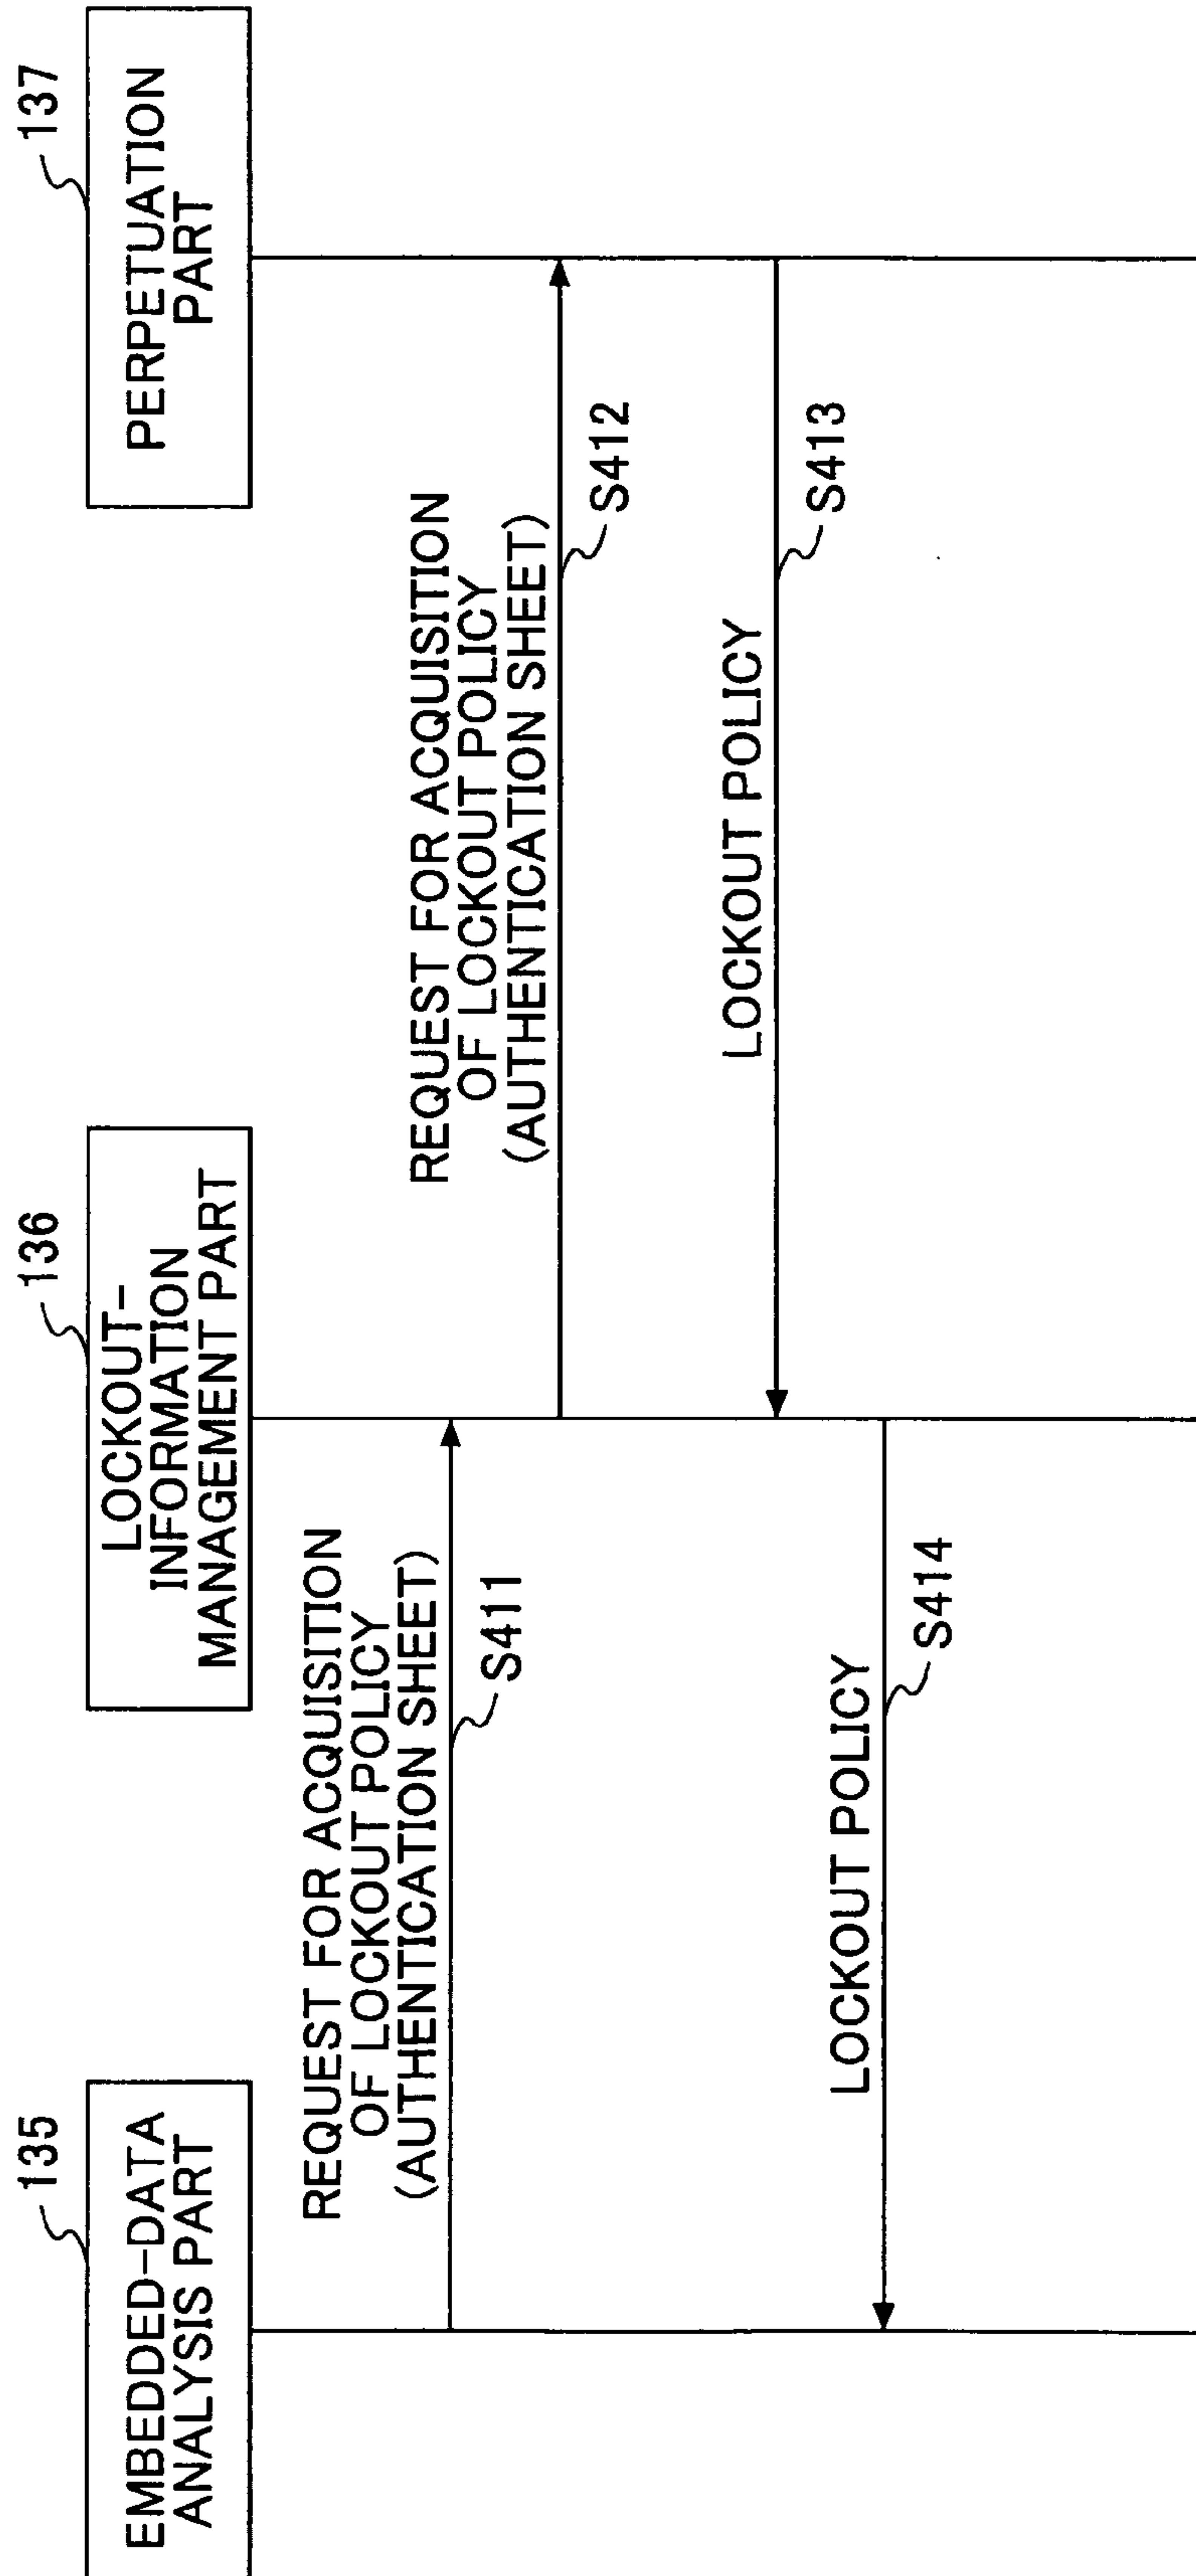 135
EMBEDDED-DATA
ANALYSIS PART
136
LOCKOUT-
INFORMATION
MANAGEMENT PART
137
PERPETUATION
PART
REQUEST FOR ACQUISITION
OF LOCKOUT POLICY
(AUTHENTICATION SHEET)
S411
REQUEST FOR ACQUISITION
OF LOCKOUT POLICY
(AUTHENTICATION SHEET)
S412
LOCKOUT POLICY
S413
LOCKOUT POLICY
S414